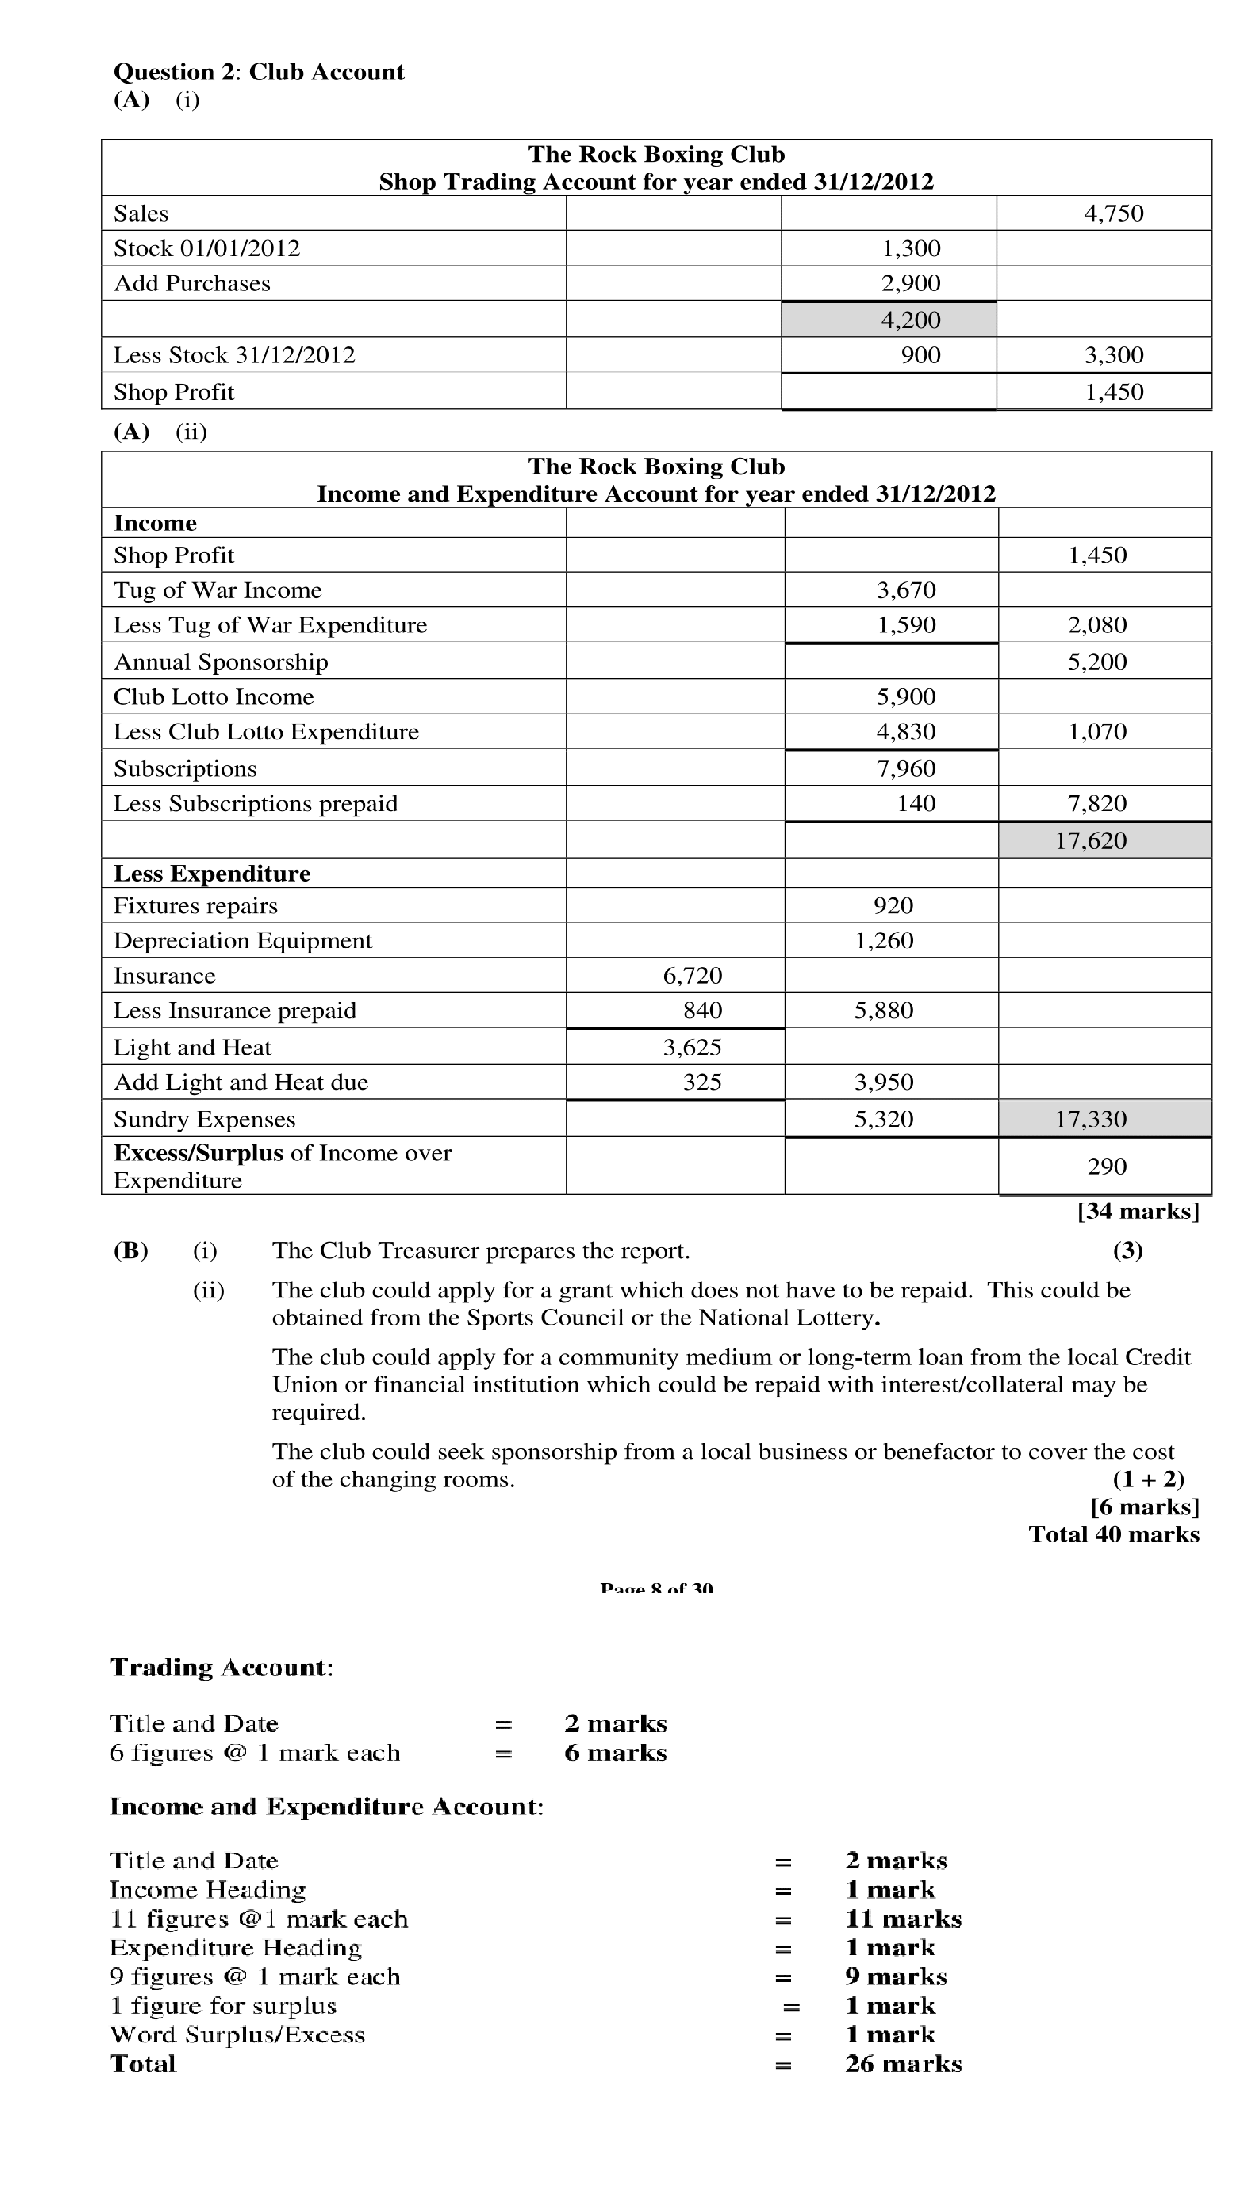 Question 2: Club Account
(A) (i)
The Rock Boxing Club
Shop Trading Account for year ended 31/12/2012
Sales 4,750
Stock 01/01/2012 1,300
Add Purchases 2,900
4,200
Less Stock 31/12/2012 900 3,300
Shop Profit 1,450
(A) (ii)
The Rock Boxing Club
Income and Expenditure Account for year ended 31/12/2012
Income
Shop Profit 1,450
Tug of War Income 3,670
Less Tug of War Expenditure 1,590 2,080
Annual Sponsorship 5,200
Club Lotto Income 5,900
Less Club Lotto Expenditure 4,830 1,070
Subscriptions 7,960
Less Subscriptions prepaid 140 7,820
17,620
Less Expenditure
Fixtures repairs 920
Depreciation Equipment 1,260
Insurance 6,720
Less Insurance prepaid 840 5,880
Light and Heat 3,625
Add Light and Heat due 325 3,950
Sundry Expenses 5,320 17,330
Excess/Surplus of Income over
Expenditure 290
[34 marks]
(B) (i) The Club Treasurer prepares the report. (3)
(ii) The club could apply for a grant which does not have to be repaid. This could be
obtained from the Sports Council or the National Lottery.
The club could apply for a community medium or long-term loan from the local Credit
Union or financial institution which could be repaid with interest/collateral may be
required.
The club could seek sponsorship from a local business or benefactor to cover the cost
of the changing rooms. (1 + 2)
[6 marks]
Total 40 marks
Page 8 of 30
Trading Account:
Title and Date = 2 marks
6 figures @ 1 mark each = 6 marks
Income and Expenditure Account:
Title and Date = 2 marks
Income Heading = 1 mark
11 figures @1 mark each = 11 marks
Expenditure Heading = 1 mark
9 figures @ 1 mark each = 9 marks
1 figure for surplus = 1 mark
Word Surplus/Excess = 1 mark
Total = 26 marks